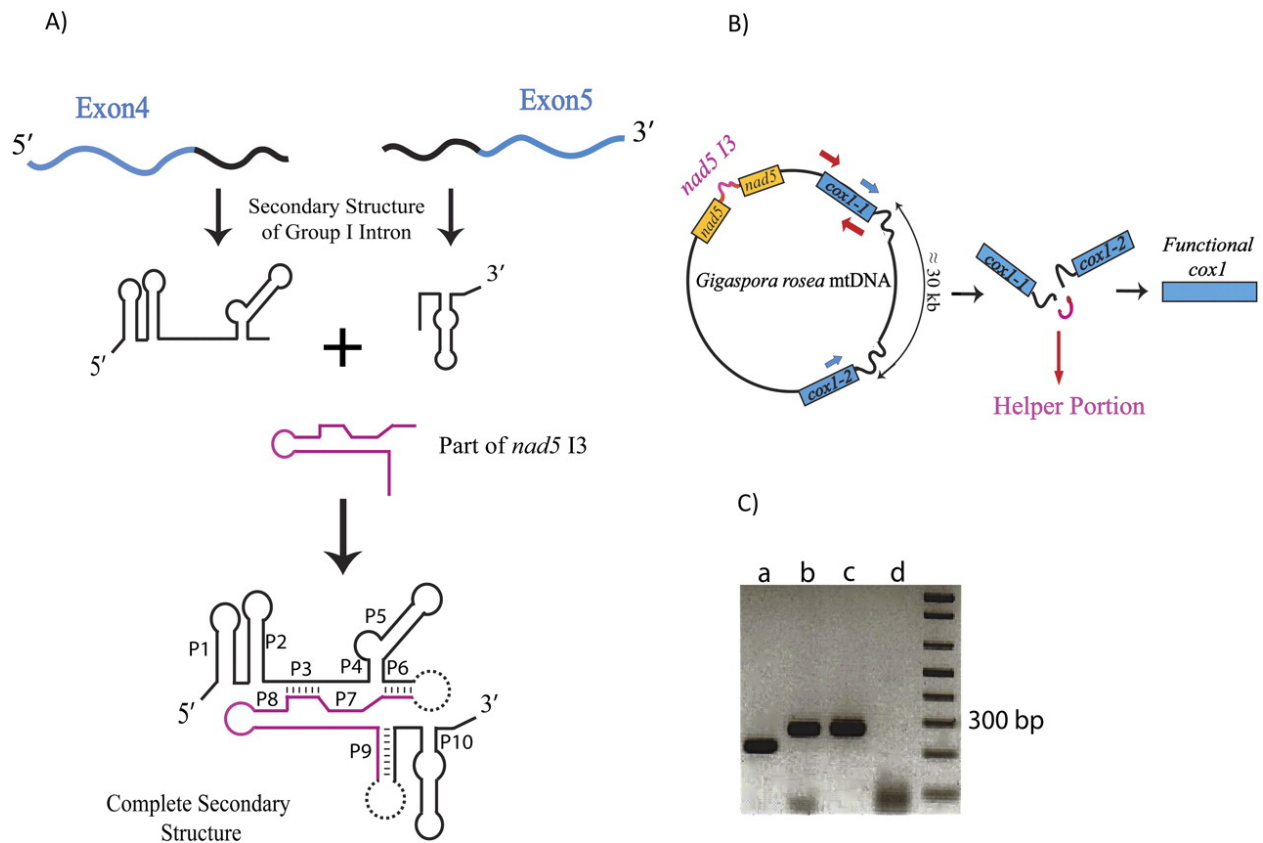 A)
Exon4
Exon5
5′
3′
Secondary Structure
of Group I Intron
3′
5′
+
Part of nad5 I3
P5
P1
P2
P3
P4
P6
5′
P8
P7
3′
P9
P10
Complete Secondary
Structure
B)
nad5 I3
nad5
nad5
cox1-1
Gigaspora rosea mtDNA
≈ 30 kb
cox1-2
cox1-1
cox1-2
Functional
cox1
Helper Portion
C)
a b c d
300 bp